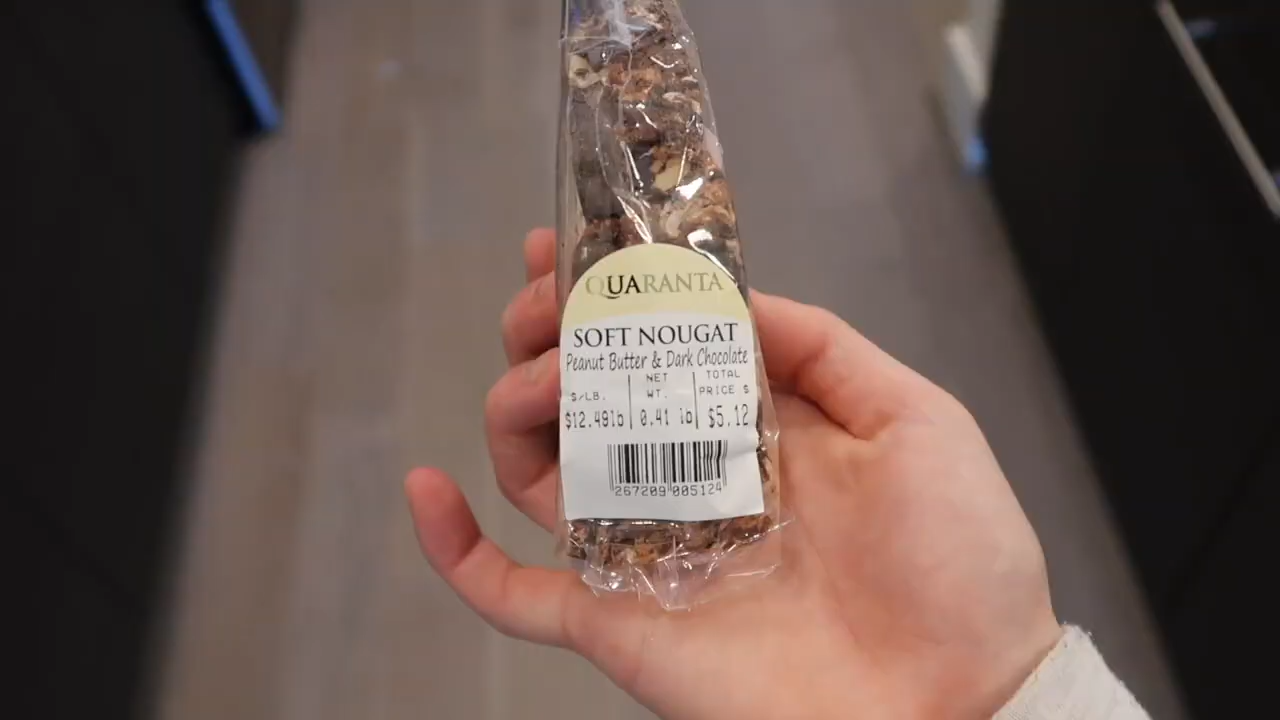 QUARANTA
SOFT NOUGAT
Peanut Butter & Dark Chocolate
$/LB. NET WT. TOTAL PRICE $
$12.49lb 0.41 lb $5.12
267209 005124